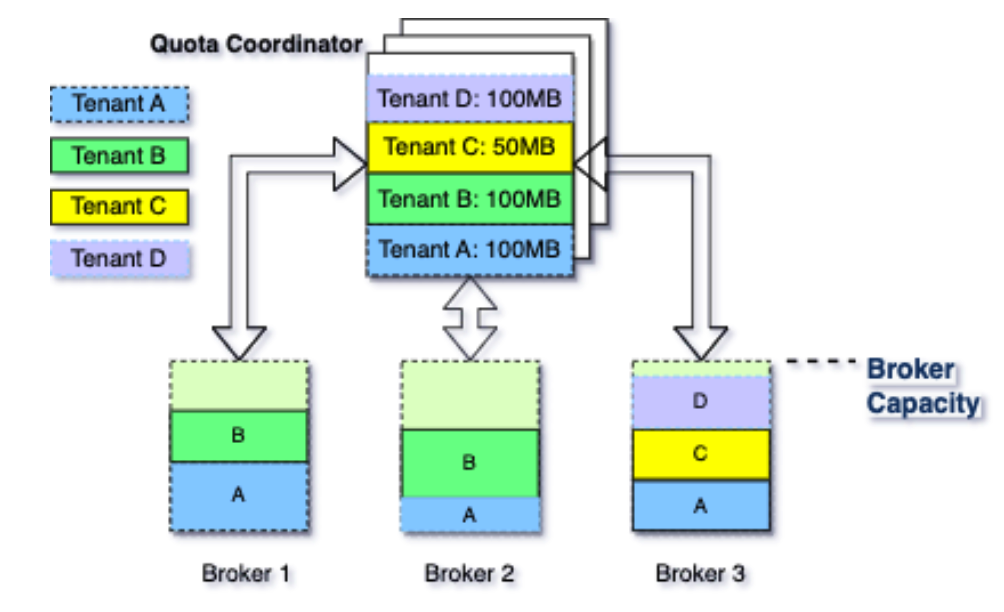 Quota Coordinator
Tenant A
Tenant B
Tenant C
Tenant D
Tenant D: 100MB
Tenant C: 50MB
Tenant B: 100MB
Tenant A: 100MB
B
A
Broker 1
B
A
Broker 2
D
C
A
Broker 3
Broker
Capacity